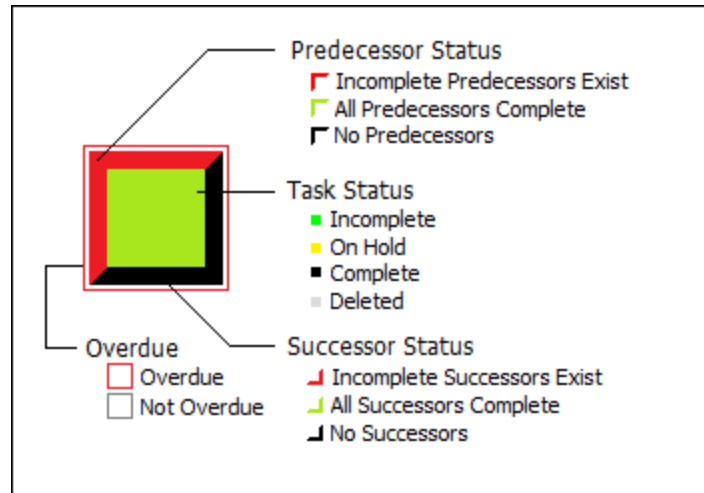 Predecessor Status
Incomplete Predecessors Exist
All Predecessors Complete
No Predecessors
Task Status
Incomplete
On Hold
Complete
Deleted
Overdue
Overdue
Not Overdue
Successor Status
Incomplete Successors Exist
All Successors Complete
No Successors